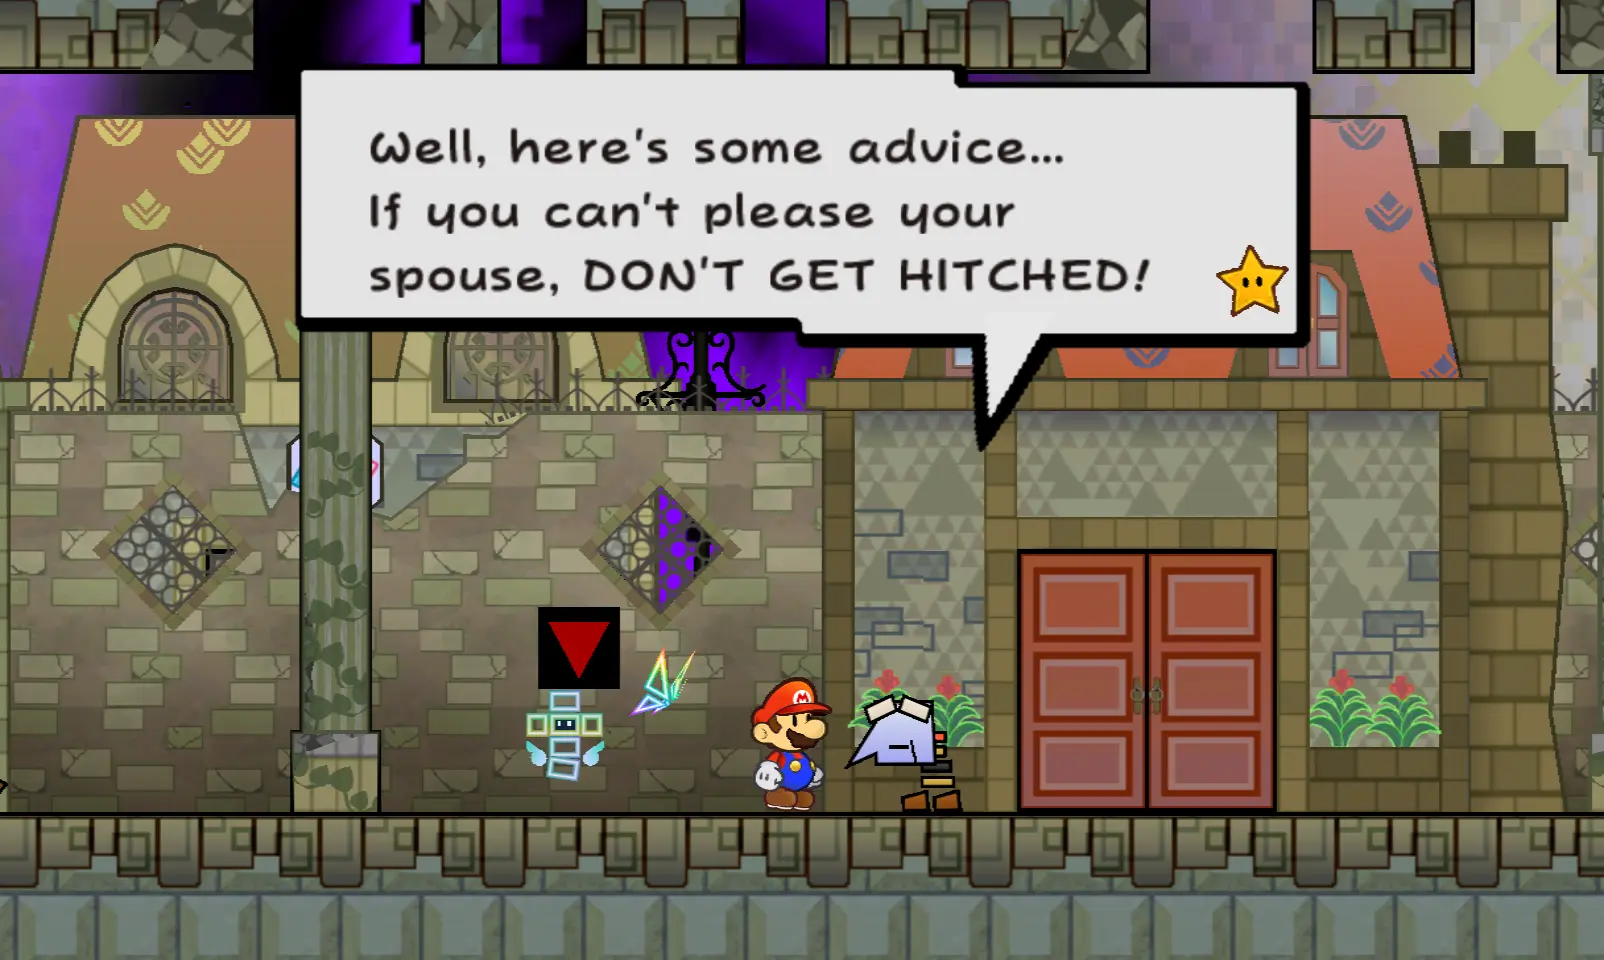 Well, here's some advice...
If you can't please your
spouse, DON'T GET HITCHED!
M